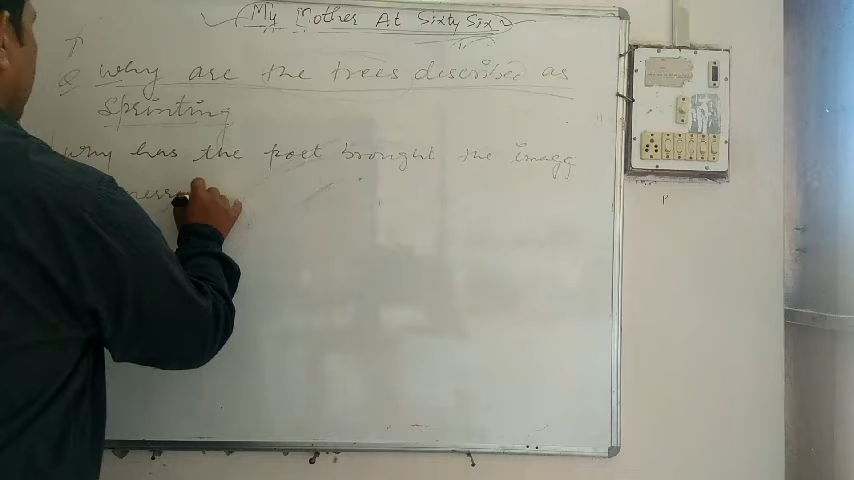 My Mother At Sixty Six
Q why are the trees described as
sprinting
why has the poet brought the image
merry
P